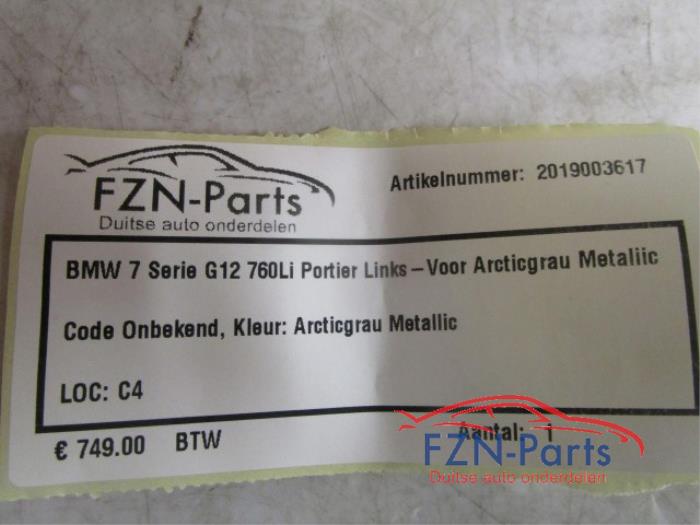 FZN-Parts
Duitse auto onderdelen
Artikelnummer: 2019003617
BMW 7 Serie G12 760Li Portier Links – Voor Arcticgrau Metaliic
Code Onbekend, Kleur: Arcticgrau Metallic
LOC: C4
€ 749.00 BTW
Aantal: 1
FZN-Parts
Duitse auto onderdelen